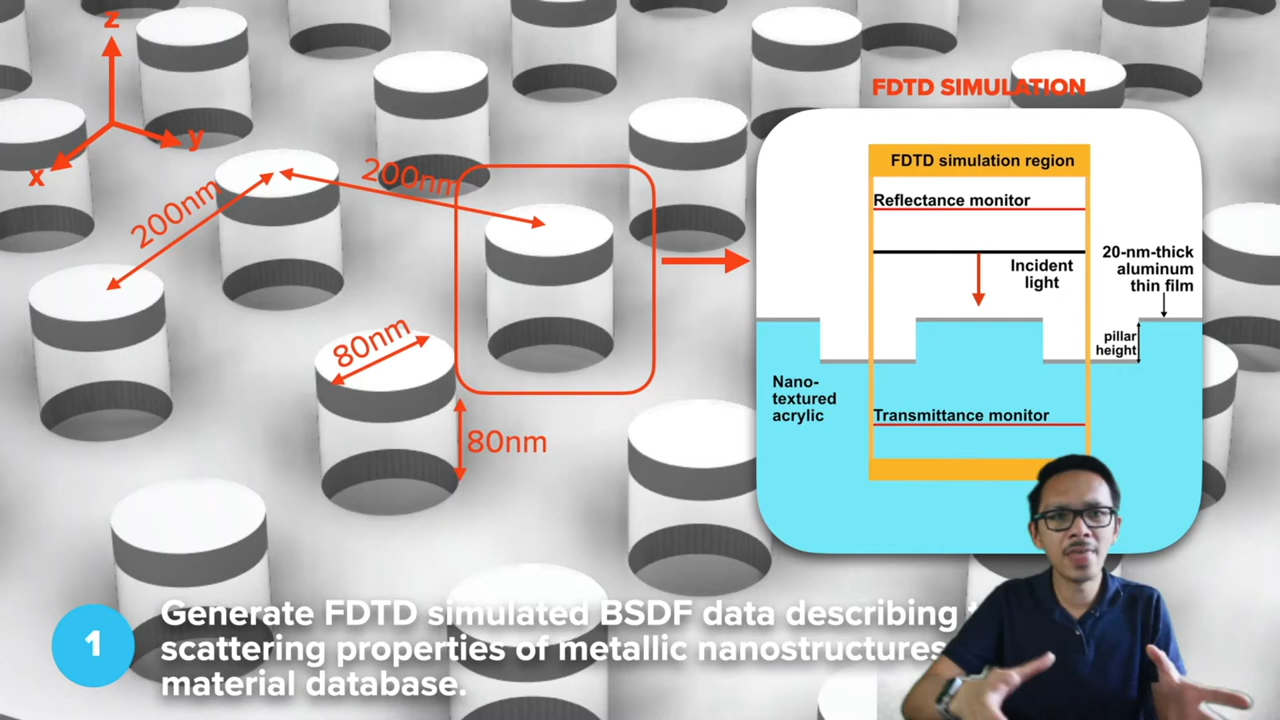 z
y
x
200nm
200nm
80nm
80nm
FDTD SIMULATION
FDTD simulation region
Reflectance monitor
Incident
light
20-nm-thick
aluminum
thin film
pillar
height
Nano-
textured
acrylic
Transmittance monitor
1
Generate FDTD simulated BSDF data describing
scattering properties of metallic nanostructures
material database.